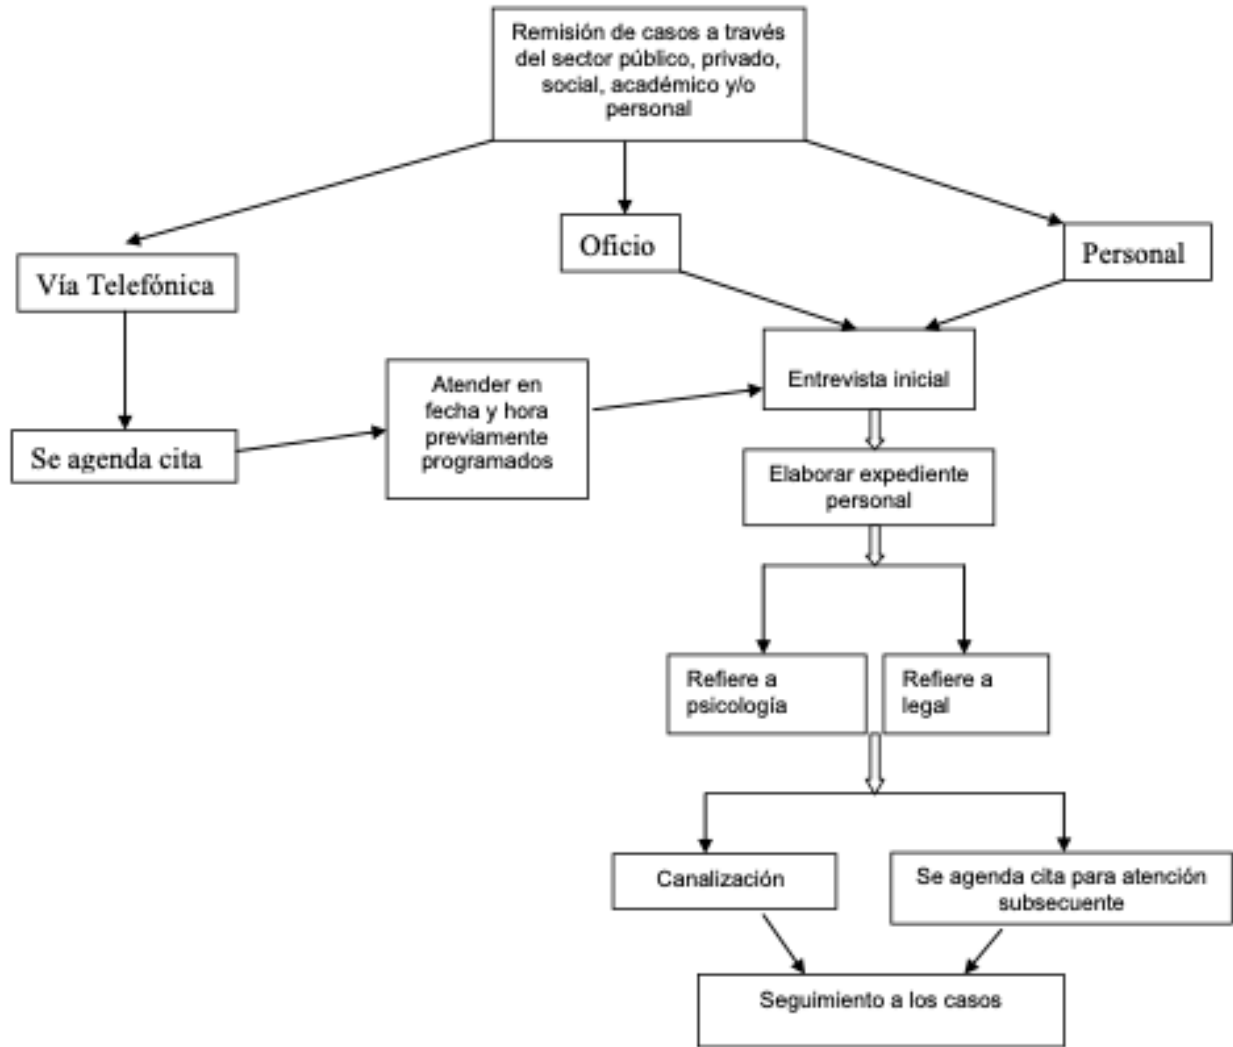 Remisión de casos a través
del sector público, privado,
social, académico y/o
personal
Vía Telefónica
Oficio
Personal
Se agenda cita
Atender en
fecha y hora
previamente
programados
Entrevista inicial
Elaborar expediente
personal
Refiere a
psicología
Refiere a
legal
Canalización
Se agenda cita para atención
subsecuente
Seguimiento a los casos